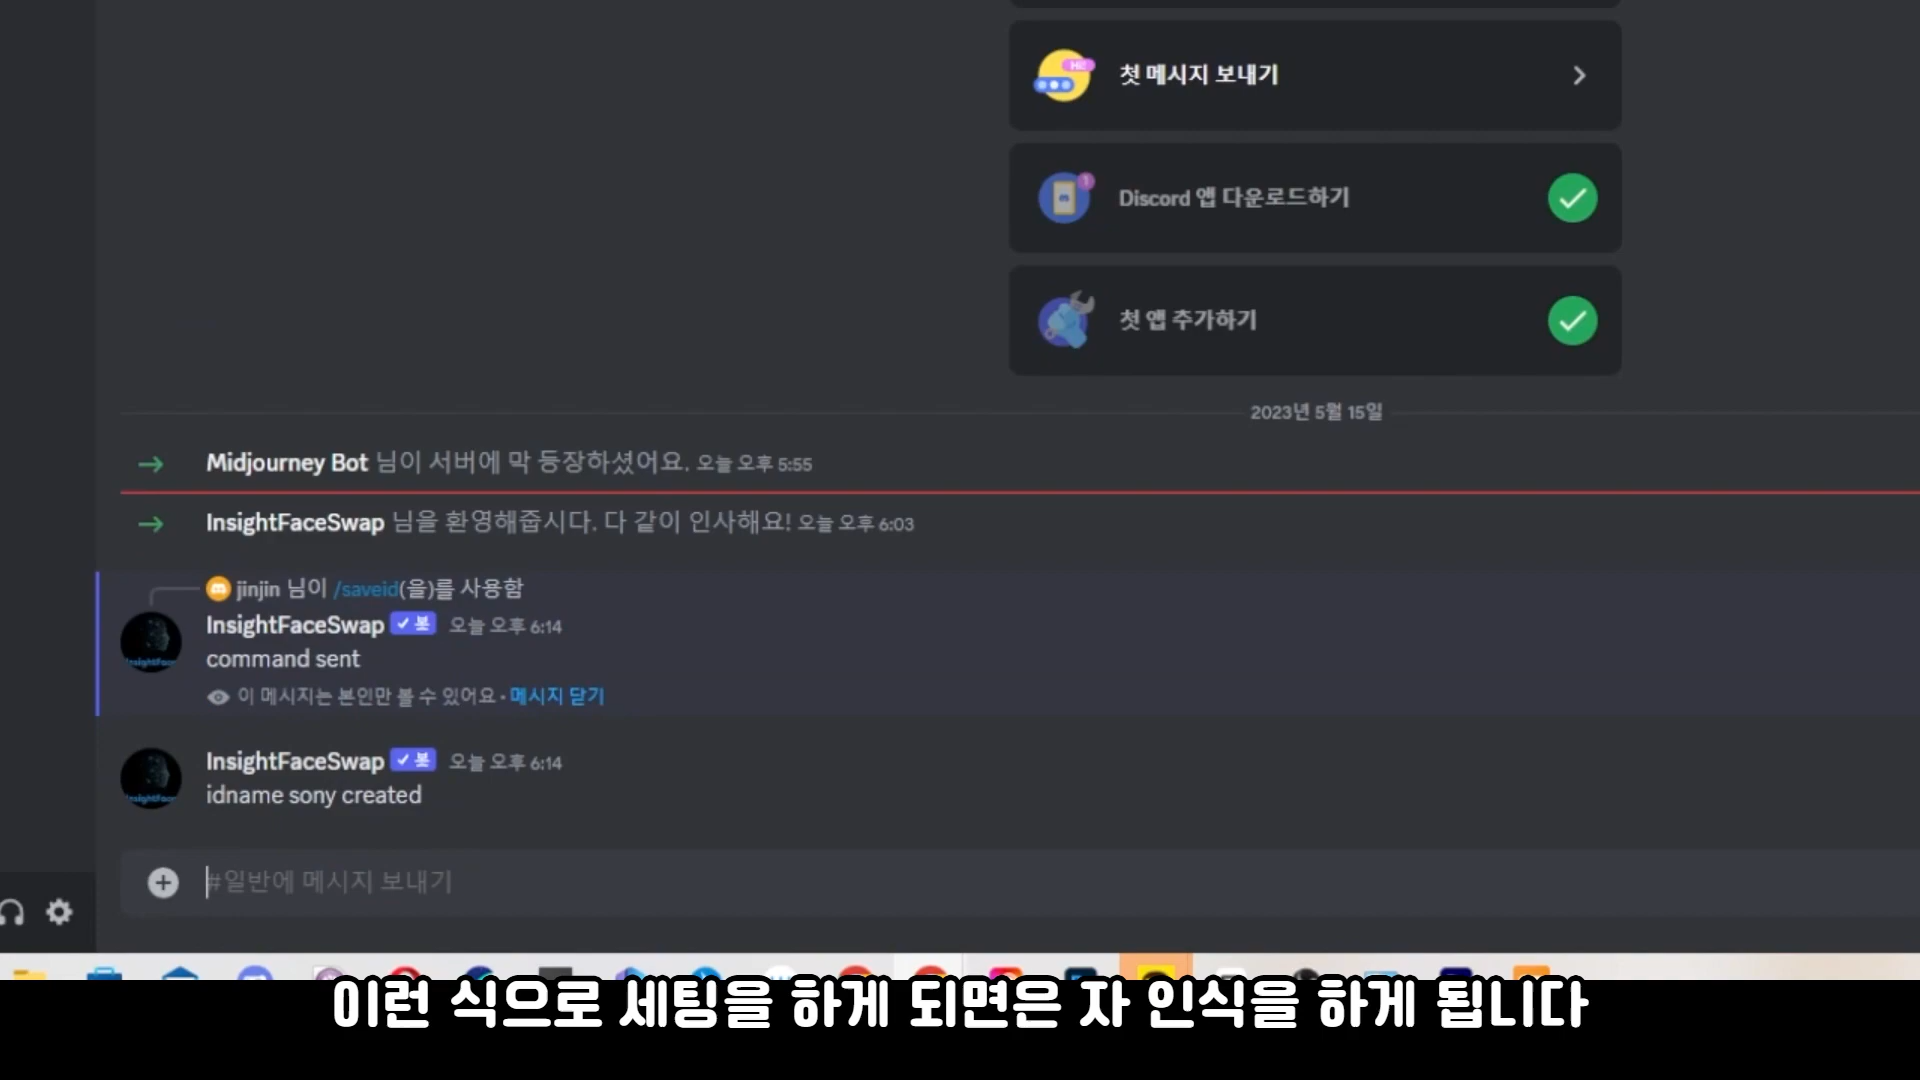 첫 메시지 보내기
Discord 앱 다운로드하기
첫 앱 추가하기
2023년 5월 15일
Midjourney Bot 님이 서버에 막 등장하셨어요. 오늘 오후 5:55
InsightFaceSwap 님을 환영해줍시다. 다 같이 인사해요! 오늘 오후 6:03
jinjin 님이 /saveid(을)를 사용함
InsightFaceSwap ✓ 봇 오늘 오후 6:14
command sent
이 메시지는 본인만 볼 수 있어요 • 메시지 닫기
InsightFaceSwap ✓ 봇 오늘 오후 6:14
idname sony created
#일반에 메시지 보내기
이런 식으로 세팅을 하게 되면은 자 인식을 하게 됩니다